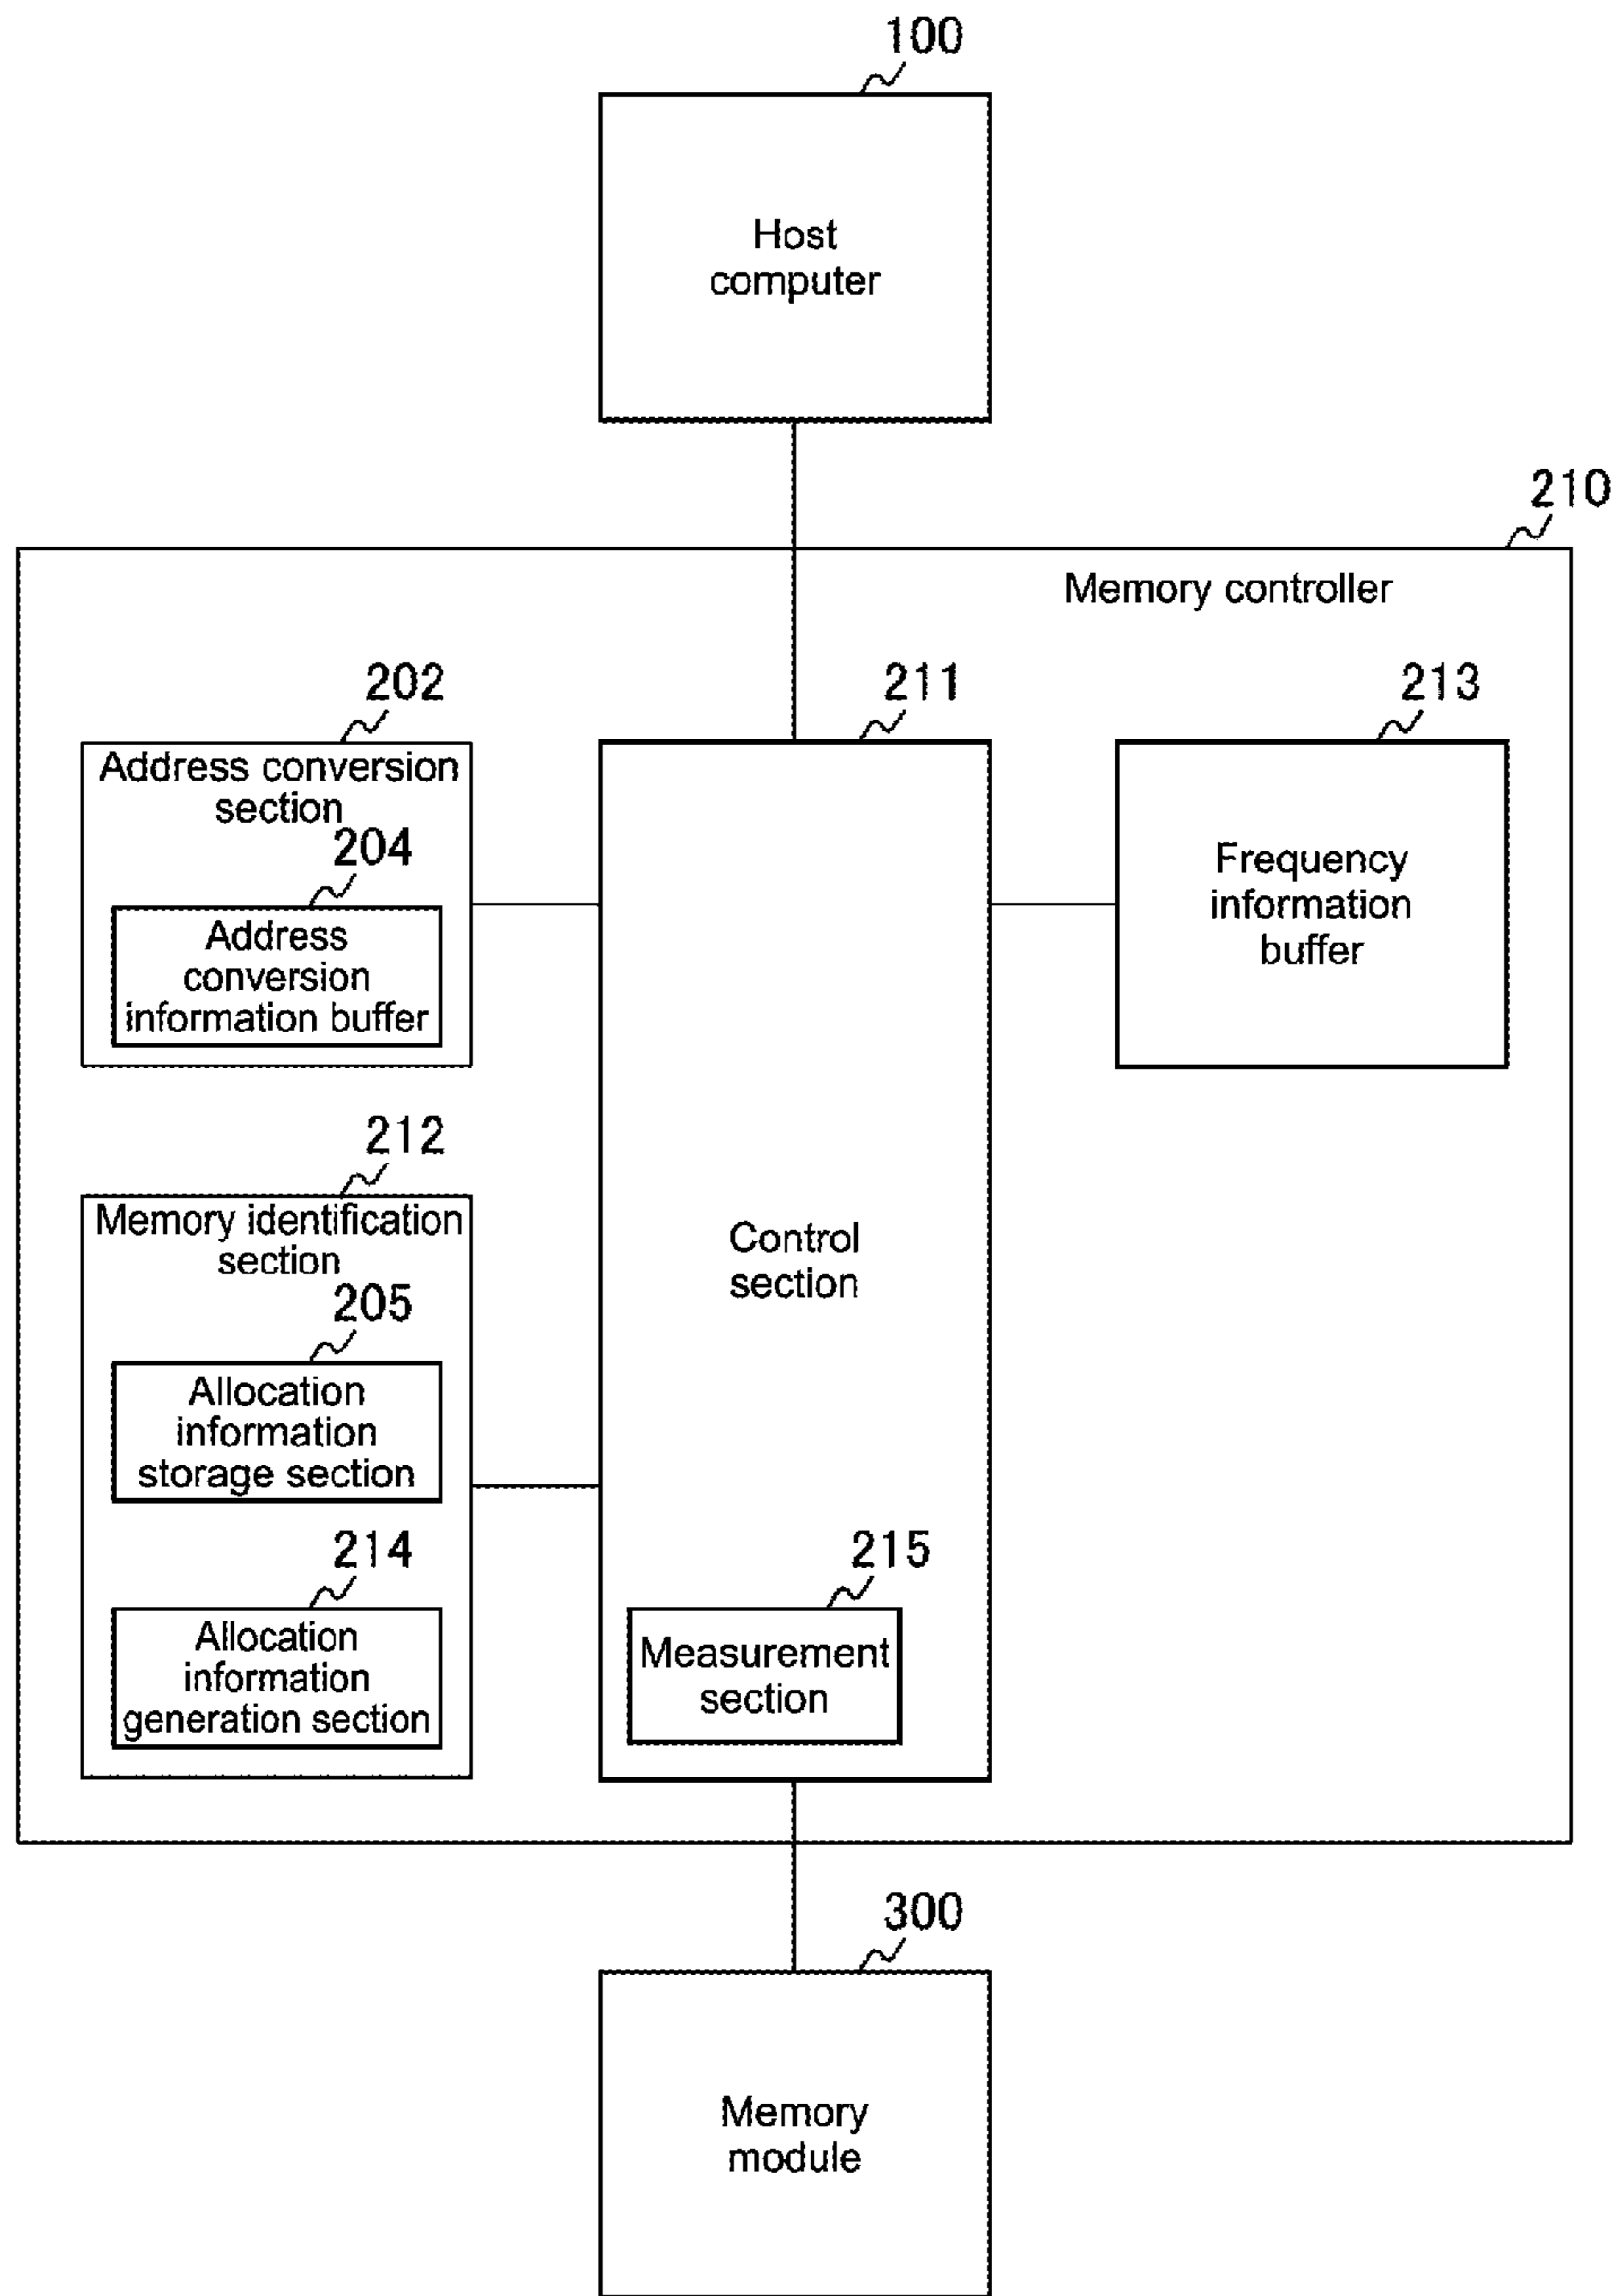 100
Host
computer
210
Memory controller
202
211
213
Address conversion
section
204
Address
conversion
information buffer
Frequency
information
buffer
212
Memory identification
section
205
Allocation
information
storage section
Control
section
214
Allocation
information
generation section
215
Measurement
section
300
Memory
module